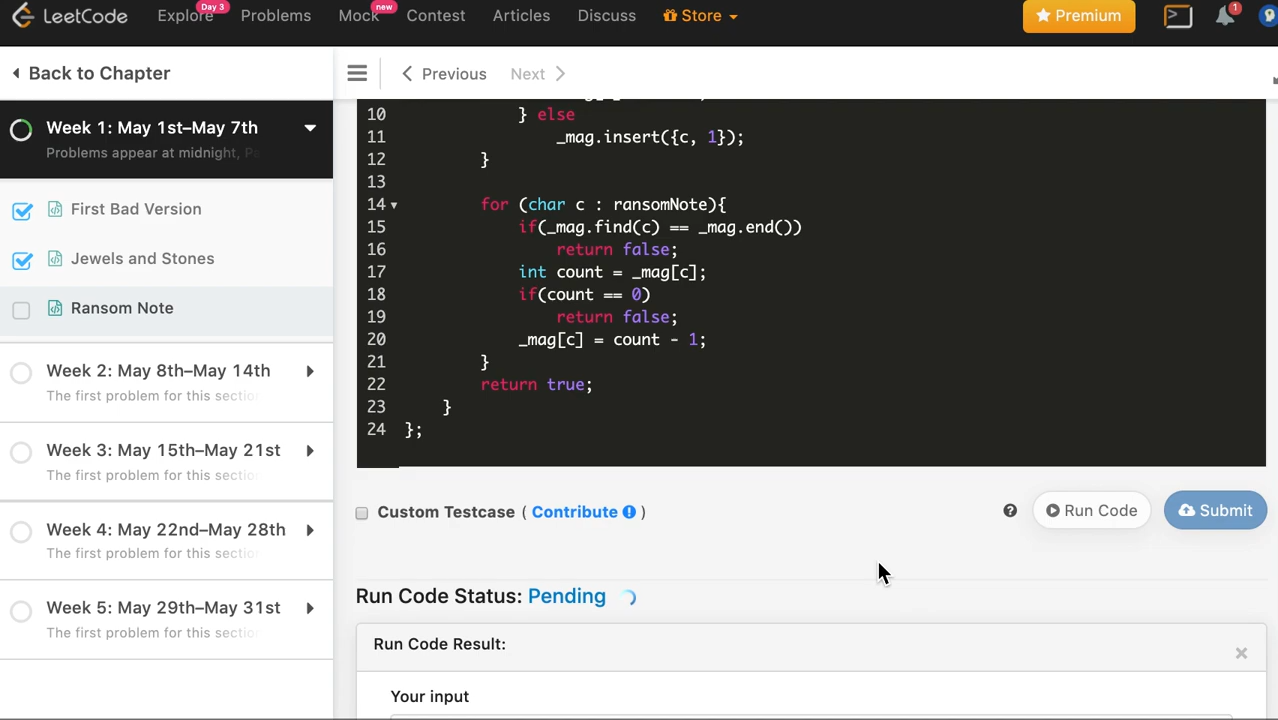 LeetCode Explore Day 3 Problems Mock new Contest Articles Discuss Store Premium 1
Back to Chapter
Previous Next
Week 1: May 1st–May 7th
Problems appear at midnight,
First Bad Version
Jewels and Stones
Ransom Note
Week 2: May 8th–May 14th
The first problem for this
Week 3: May 15th–May 21st
The first problem for this
Week 4: May 22nd–May 28th
The first problem for this
Week 5: May 29th–May 31st
The first problem for this
10 } else
11 _mag.insert({c, 1});
12 }
13
14 for (char c : ransomNote){
15 if(_mag.find(c) == _mag.end())
16 return false;
17 int count = _mag[c];
18 if(count == 0)
19 return false;
20 _mag[c] = count - 1;
21 }
22 return true;
23 }
24 };
Custom Testcase ( Contribute )
? Run Code Submit
Run Code Status: Pending
Run Code Result: ×
Your input